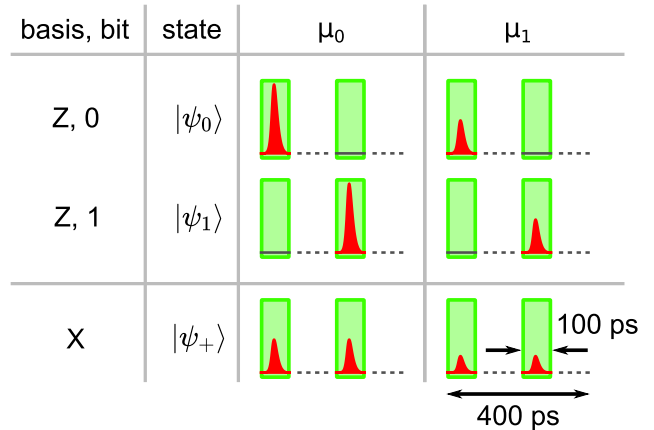 basis, bit state μ₀ μ₁
Z, 0 |ψ₀⟩
Z, 1 |ψ₁⟩
X |ψ₊⟩ 100 ps
400 ps